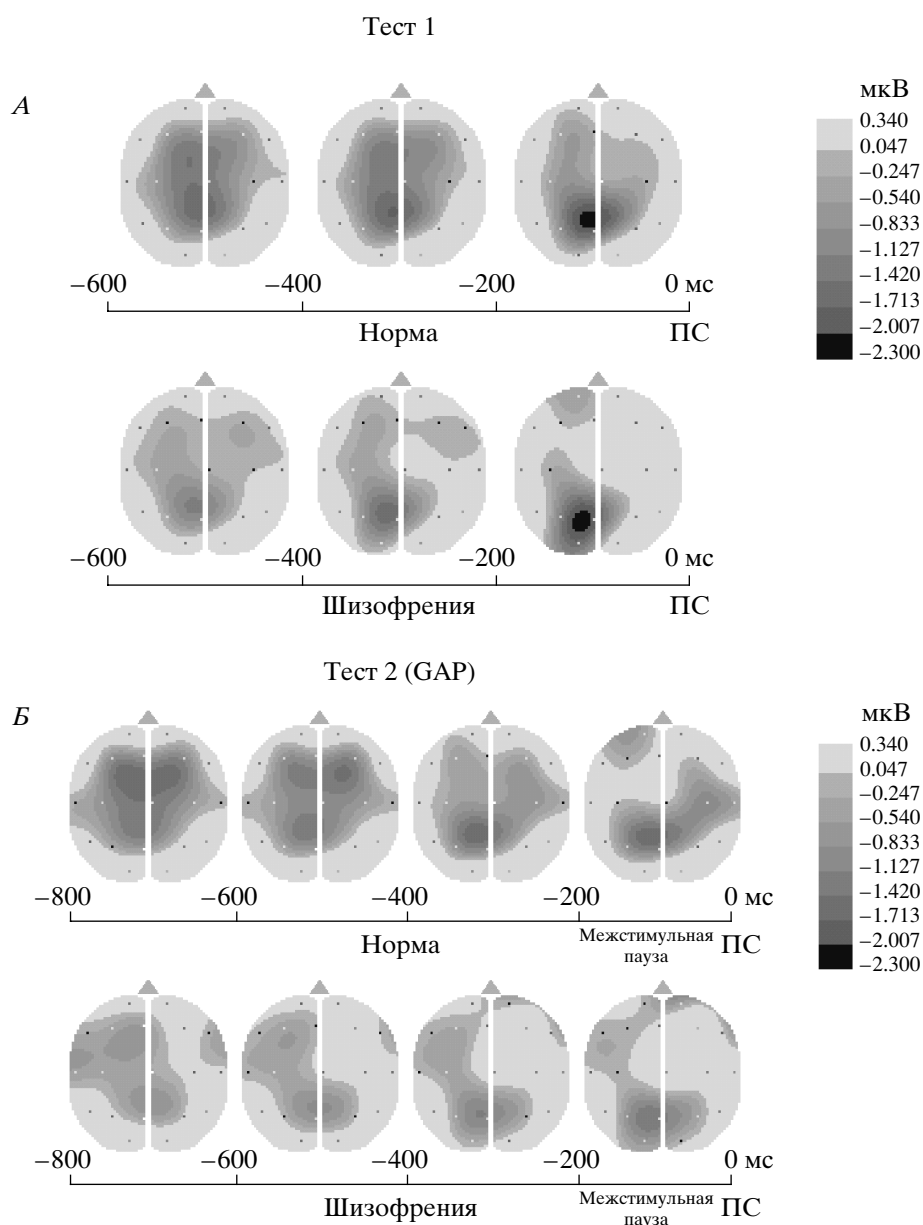 Тест 1
А
мкВ
0.340
0.047
−0.247
−0.540
−0.833
−1.127
−1.420
−1.713
−2.007
−2.300
−600 −400 −200 0 мс
Норма ПС
−600 −400 −200 0 мс
Шизофрения ПС
Тест 2 (GAP)
Б
мкВ
0.340
0.047
−0.247
−0.540
−0.833
−1.127
−1.420
−1.713
−2.007
−2.300
−800 −600 −400 −200 0 мс
Норма Межстимульная пауза ПС
−800 −600 −400 −200 0 мс
Шизофрения Межстимульная пауза ПС